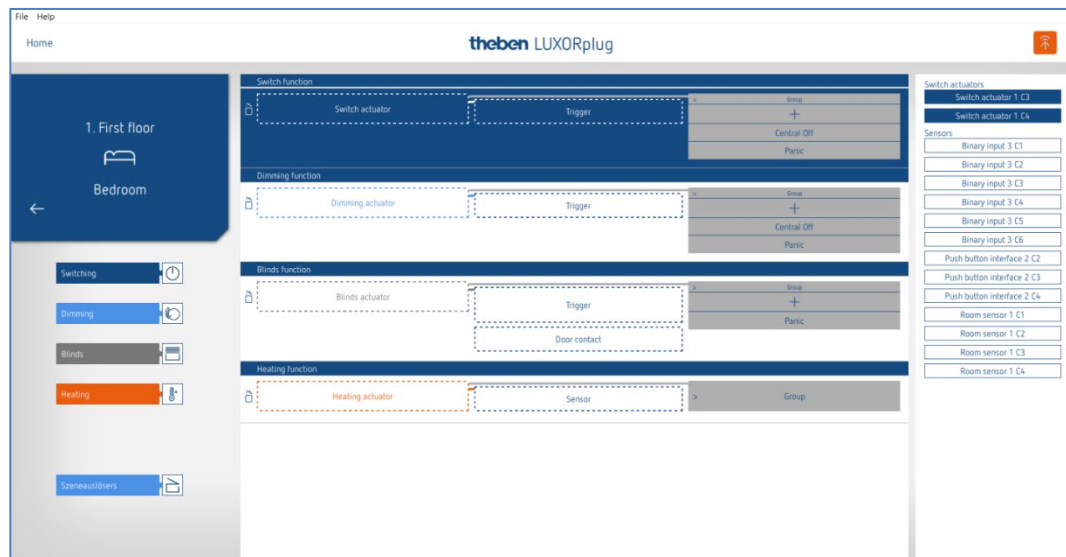 File Help
Home
theben LUXORplug
1. First floor
Bedroom
Switching
Dimming
Blinds
Heating
Szeneauslösers
Switch function
Switch actuator
Trigger
> Group
+
Central Off
Panic
Dimming function
Dimming actuator
Trigger
> Group
+
Central Off
Panic
Blinds function
Blinds actuator
Trigger
Door contact
> Group
+
Panic
Heating function
Heating actuator
Sensor
> Group
Switch actuators
Switch actuator 1 C3
Switch actuator 1 C4
Sensors
Binary input 3 C1
Binary input 3 C2
Binary input 3 C3
Binary input 3 C4
Binary input 3 C5
Binary input 3 C6
Push button interface 2 C2
Push button interface 2 C3
Push button interface 2 C4
Room sensor 1 C1
Room sensor 1 C2
Room sensor 1 C3
Room sensor 1 C4